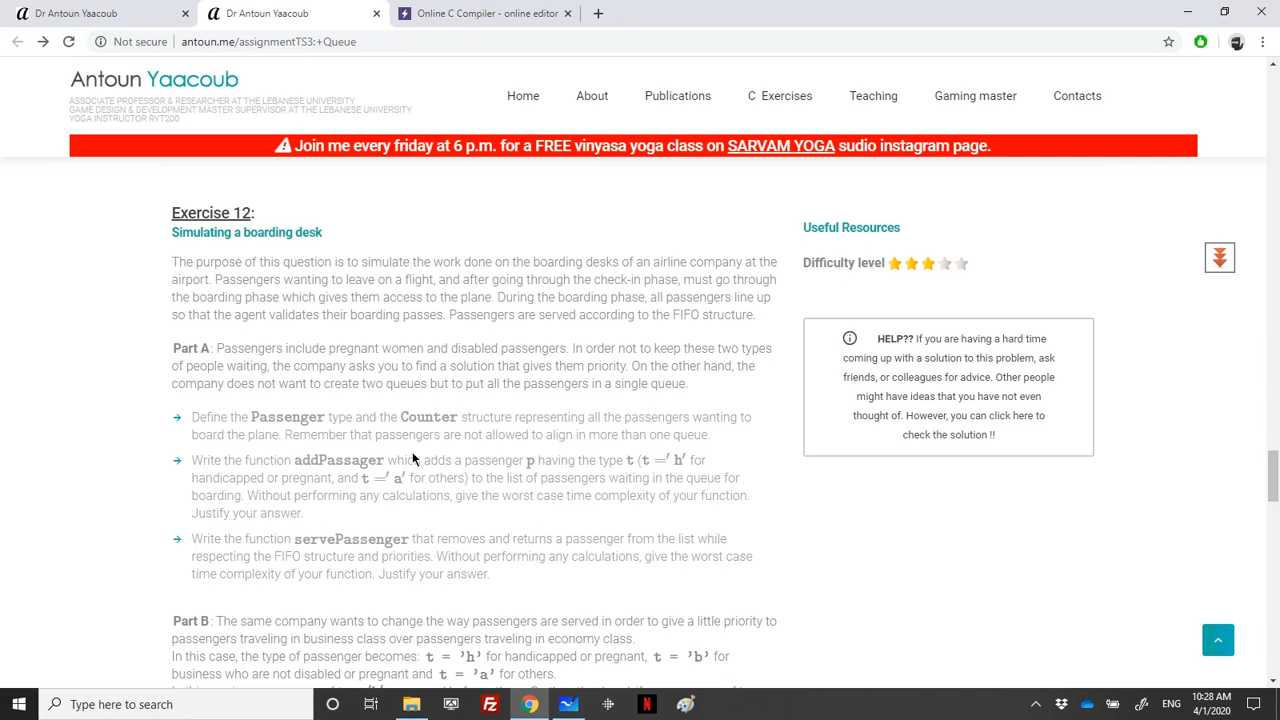 Dr Antoun Yaacoub
Dr Antoun Yaacoub
Online C Compiler - online editor
Not secure
antoun.me/assignmentTS3:+Queue
Antoun Yaacoub
ASSOCIATE PROFESSOR & RESEARCHER AT THE LEBANESE UNIVERSITY
GAME DESIGN & DEVELOPMENT MASTER SUPERVISOR AT THE LEBANESE UNIVERSITY
YOGA INSTRUCTOR RYT200
Home
About
Publications
C Exercises
Teaching
Gaming master
Contacts
Join me every friday at 6 p.m. for a FREE vinyasa yoga class on SARVAM YOGA sudio instagram page.
Exercise 12:
Simulating a boarding desk
The purpose of this question is to simulate the work done on the boarding desks of an airline company at the
airport. Passengers wanting to leave on a flight, and after going through the check-in phase, must go through
the boarding phase which gives them access to the plane. During the boarding phase, all passengers line up
so that the agent validates their boarding passes. Passengers are served according to the FIFO structure.
Part A : Passengers include pregnant women and disabled passengers. In order not to keep these two types
of people waiting, the company asks you to find a solution that gives them priority. On the other hand, the
company does not want to create two queues but to put all the passengers in a single queue.
Define the Passenger type and the Counter structure representing all the passengers wanting to
board the plane. Remember that passengers are not allowed to align in more than one queue.
Write the function addPassager which adds a passenger p having the type t (t =′ h′ for
handicapped or pregnant, and t =′ a′ for others) to the list of passengers waiting in the queue for
boarding. Without performing any calculations, give the worst case time complexity of your function.
Justify your answer.
Write the function servePassenger that removes and returns a passenger from the list while
respecting the FIFO structure and priorities. Without performing any calculations, give the worst case
time complexity of your function. Justify your answer.
Part B : The same company wants to change the way passengers are served in order to give a little priority to
passengers traveling in business class over passengers traveling in economy class.
In this case, the type of passenger becomes: t = 'h' for handicapped or pregnant, t = 'b' for
business who are not disabled or pregnant and t = 'a' for others.
Useful Resources
Difficulty level
HELP?? If you are having a hard time
coming up with a solution to this problem, ask
friends, or colleagues for advice. Other people
might have ideas that you have not even
thought of. However, you can click here to
check the solution !!
Type here to search
ENG
10:28 AM
4/1/2020